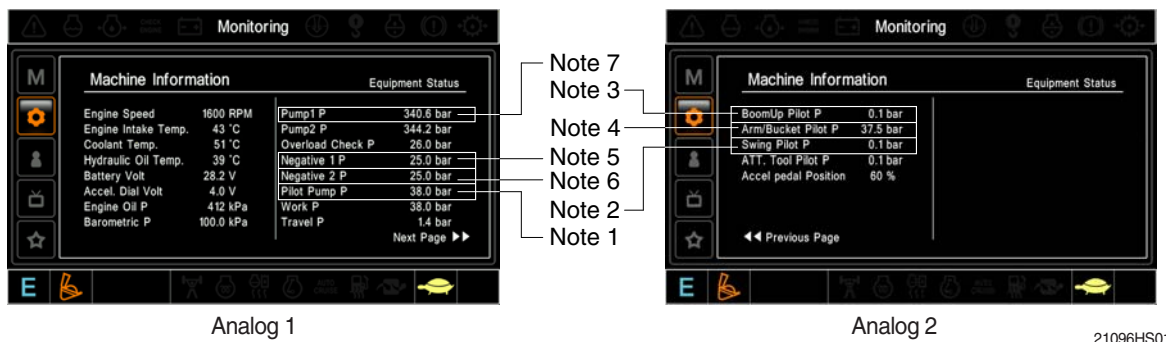 Monitoring
M
Machine Information
Equipment Status
Engine Speed 1600 RPM
Engine Intake Temp. 43 °C
Coolant Temp. 51 °C
Hydraulic Oil Temp. 39 °C
Battery Volt 28.2 V
Accel. Dial Volt 4.0 V
Engine Oil P 412 kPa
Barometric P 100.0 kPa
Pump1 P 340.6 bar
Pump2 P 344.2 bar
Overload Check P 26.0 bar
Negative 1 P 25.0 bar
Negative 2 P 25.0 bar
Pilot Pump P 38.0 bar
Work P 38.0 bar
Travel P 1.4 bar
Next Page
E
AUTO
CRUISE
Analog 1
Note 7
Note 3
Note 4
Note 5
Note 6
Note 2
Note 1
Monitoring
M
Machine Information
Equipment Status
BoomUp Pilot P 0.1 bar
Arm/Bucket Pilot P 37.5 bar
Swing Pilot P 0.1 bar
ATT. Tool Pilot P 0.1 bar
Accel pedal Position 60 %
Previous Page
E
AUTO
CRUISE
Analog 2